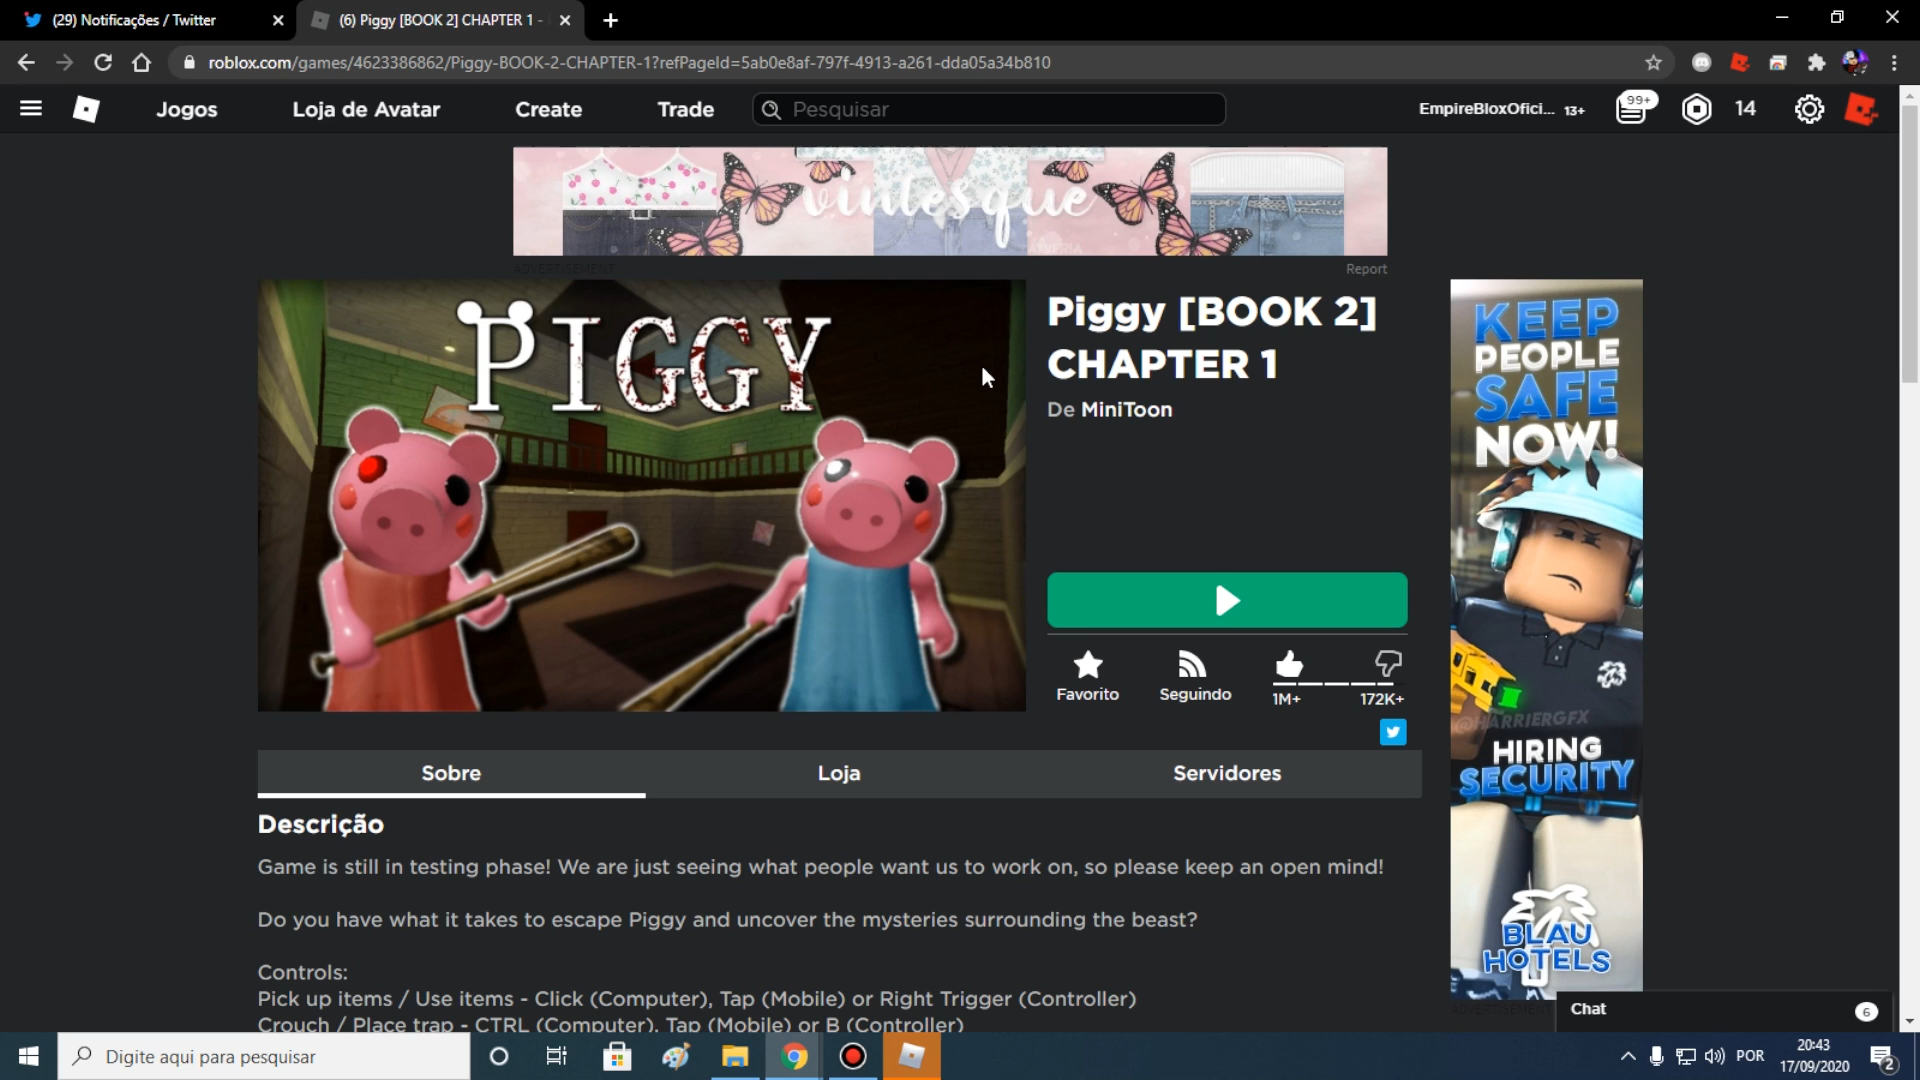 (29) Notificações / Twitter
(6) Piggy [BOOK 2] CHAPTER 1 -
roblox.com/games/4623386862/Piggy-BOOK-2-CHAPTER-1?refPageId=5ab0e8af-797f-4913-a261-dda05a34b810
Jogos
Loja de Avatar
Create
Trade
Pesquisar
EmpireBloxOfici... 13+
99+
14
vintesque
ADVERTISEMENT
Report
PIGGY
Piggy [BOOK 2]
CHAPTER 1
De MiniToon
Favorito
Seguindo
1M+
172K+
KEEP
PEOPLE
SAFE
NOW!
@HARRIERGFX
HIRING
SECURITY
BLAU
HOTELS
Sobre
Loja
Servidores
Descrição
Game is still in testing phase! We are just seeing what people want us to work on, so please keep an open mind!
Do you have what it takes to escape Piggy and uncover the mysteries surrounding the beast?
Controls:
Pick up items / Use items - Click (Computer), Tap (Mobile) or Right Trigger (Controller)
Crouch / Place trap - CTRL (Computer), Tap (Mobile) or B (Controller)
ADVERTISEMENT
Chat
6
Digite aqui para pesquisar
POR
20:43
17/09/2020
2